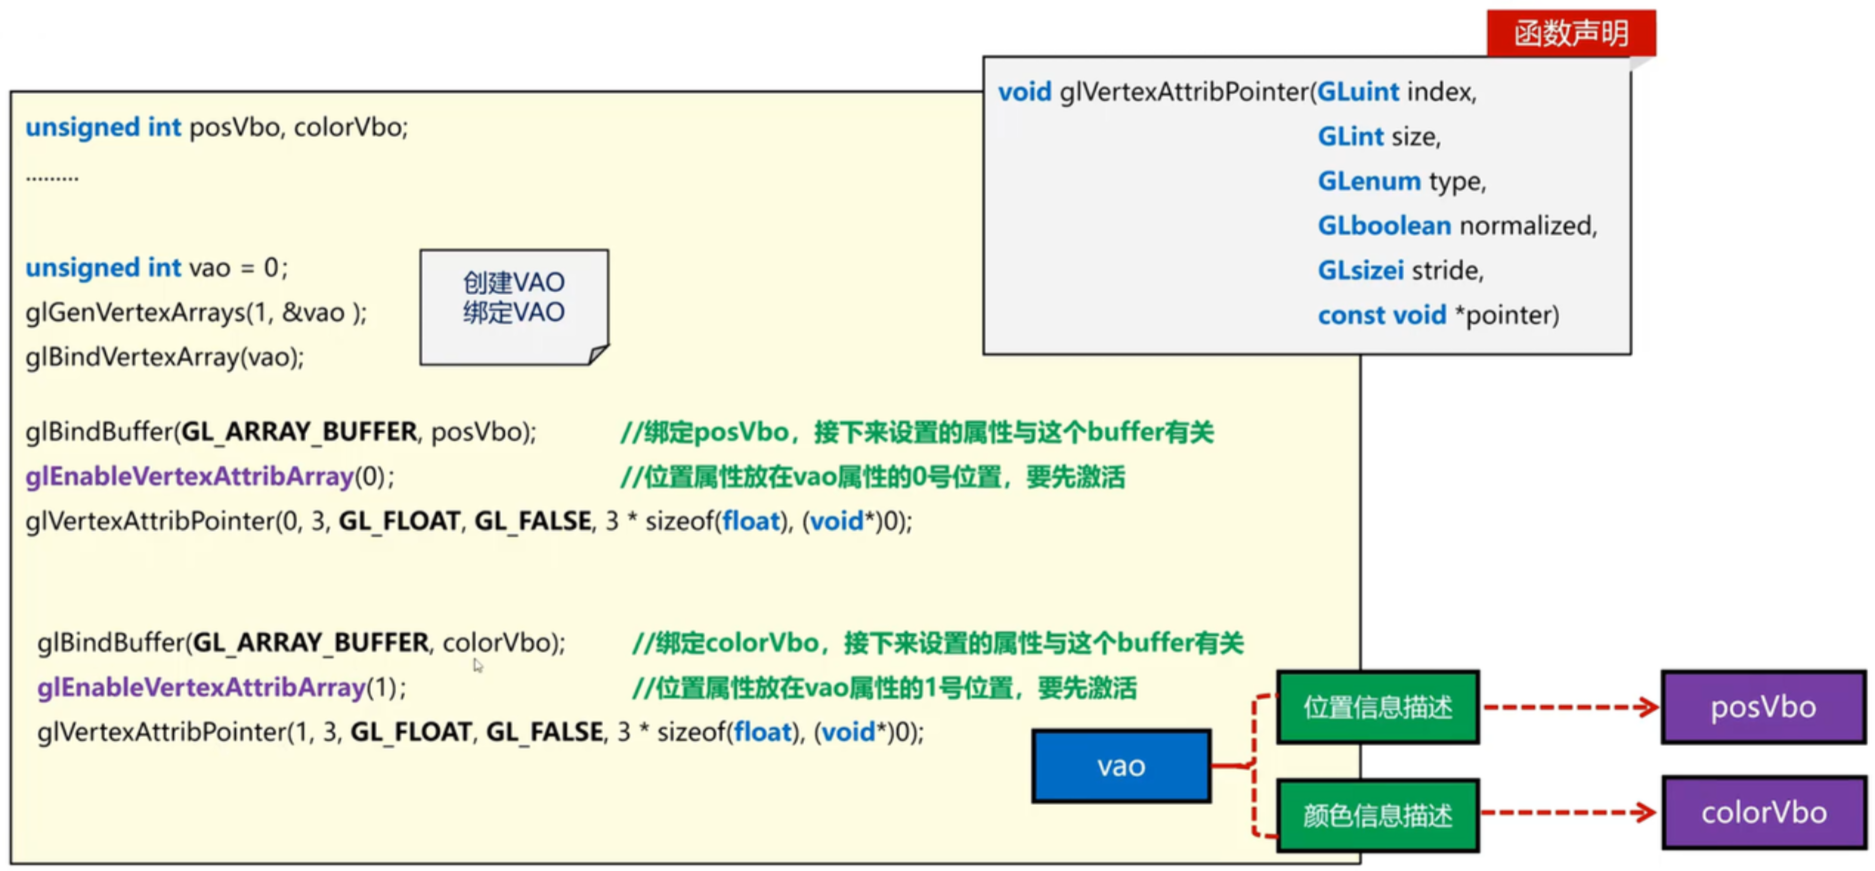 函数声明
void glVertexAttribPointer(GLuint index,
GLint size,
GLenum type,
GLboolean normalized,
GLsizei stride,
const void *pointer)
unsigned int posVbo, colorVbo;
.........
unsigned int vao = 0;
glGenVertexArrays(1, &vao );
glBindVertexArray(vao);
创建VAO
绑定VAO
glBindBuffer(GL_ARRAY_BUFFER, posVbo); //绑定posVbo，接下来设置的属性与这个buffer有关
glEnableVertexAttribArray(0); //位置属性放在vao属性的0号位置，要先激活
glVertexAttribPointer(0, 3, GL_FLOAT, GL_FALSE, 3 * sizeof(float), (void*)0);
glBindBuffer(GL_ARRAY_BUFFER, colorVbo); //绑定colorVbo，接下来设置的属性与这个buffer有关
glEnableVertexAttribArray(1); //位置属性放在vao属性的1号位置，要先激活
glVertexAttribPointer(1, 3, GL_FLOAT, GL_FALSE, 3 * sizeof(float), (void*)0);
vao
位置信息描述
posVbo
颜色信息描述
colorVbo